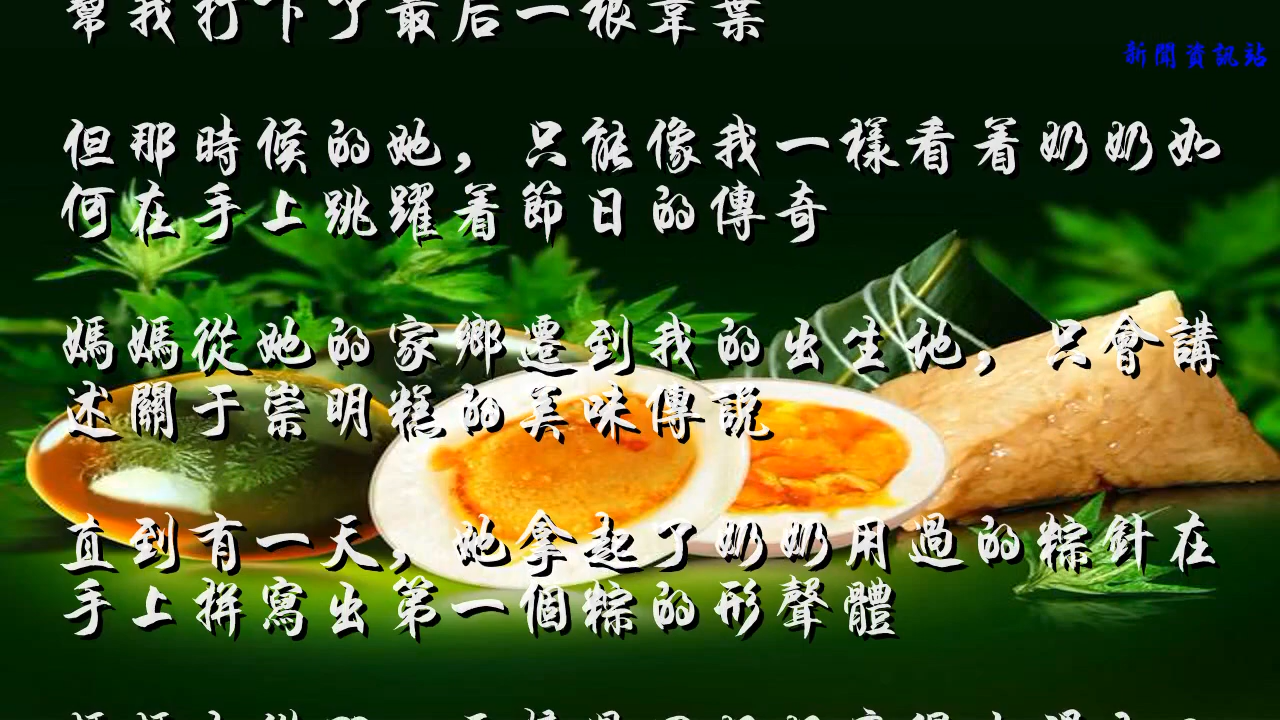 幫我打下了最后一根葦葉
新聞資訊站
但那時候的她，只能像我一樣看着奶奶如
何在手上跳躍着節日的傳奇
媽媽從她的家鄉遷到我的出生地，只會講
述關于崇明糕的美味傳說
直到有一天，她拿起了奶奶用過的粽針在
手上拼寫出第一個粽的形聲體